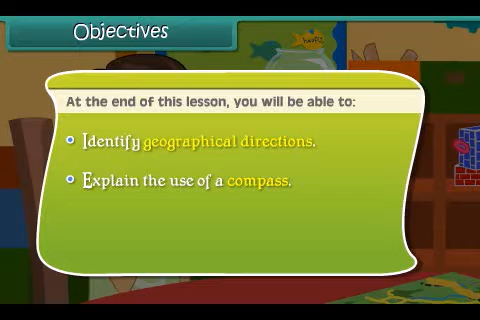 Objectives
At the end of this lesson, you will be able to:
Identify geographical directions.
Explain the use of a compass.